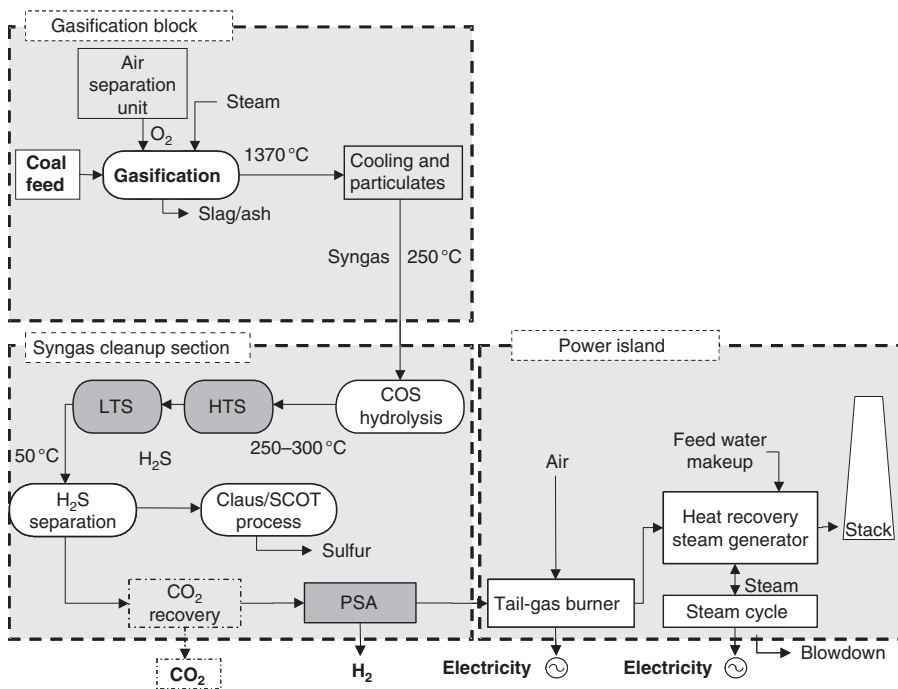 Gasification block
Air
separation
unit
Steam
O₂
1370 °C
Coal
feed
Gasification
Cooling and
particulates
Slag/ash
Syngas
250 °C
Syngas cleanup section
Power island
LTS
HTS
COS
hydrolysis
50 °C
H₂S
250–300 °C
Air
Feed water
makeup
H₂S
separation
Claus/SCOT
process
Heat recovery
steam generator
Stack
Sulfur
Steam
CO₂
recovery
PSA
Tail-gas burner
Steam cycle
Blowdown
CO₂
H₂
Electricity
Electricity